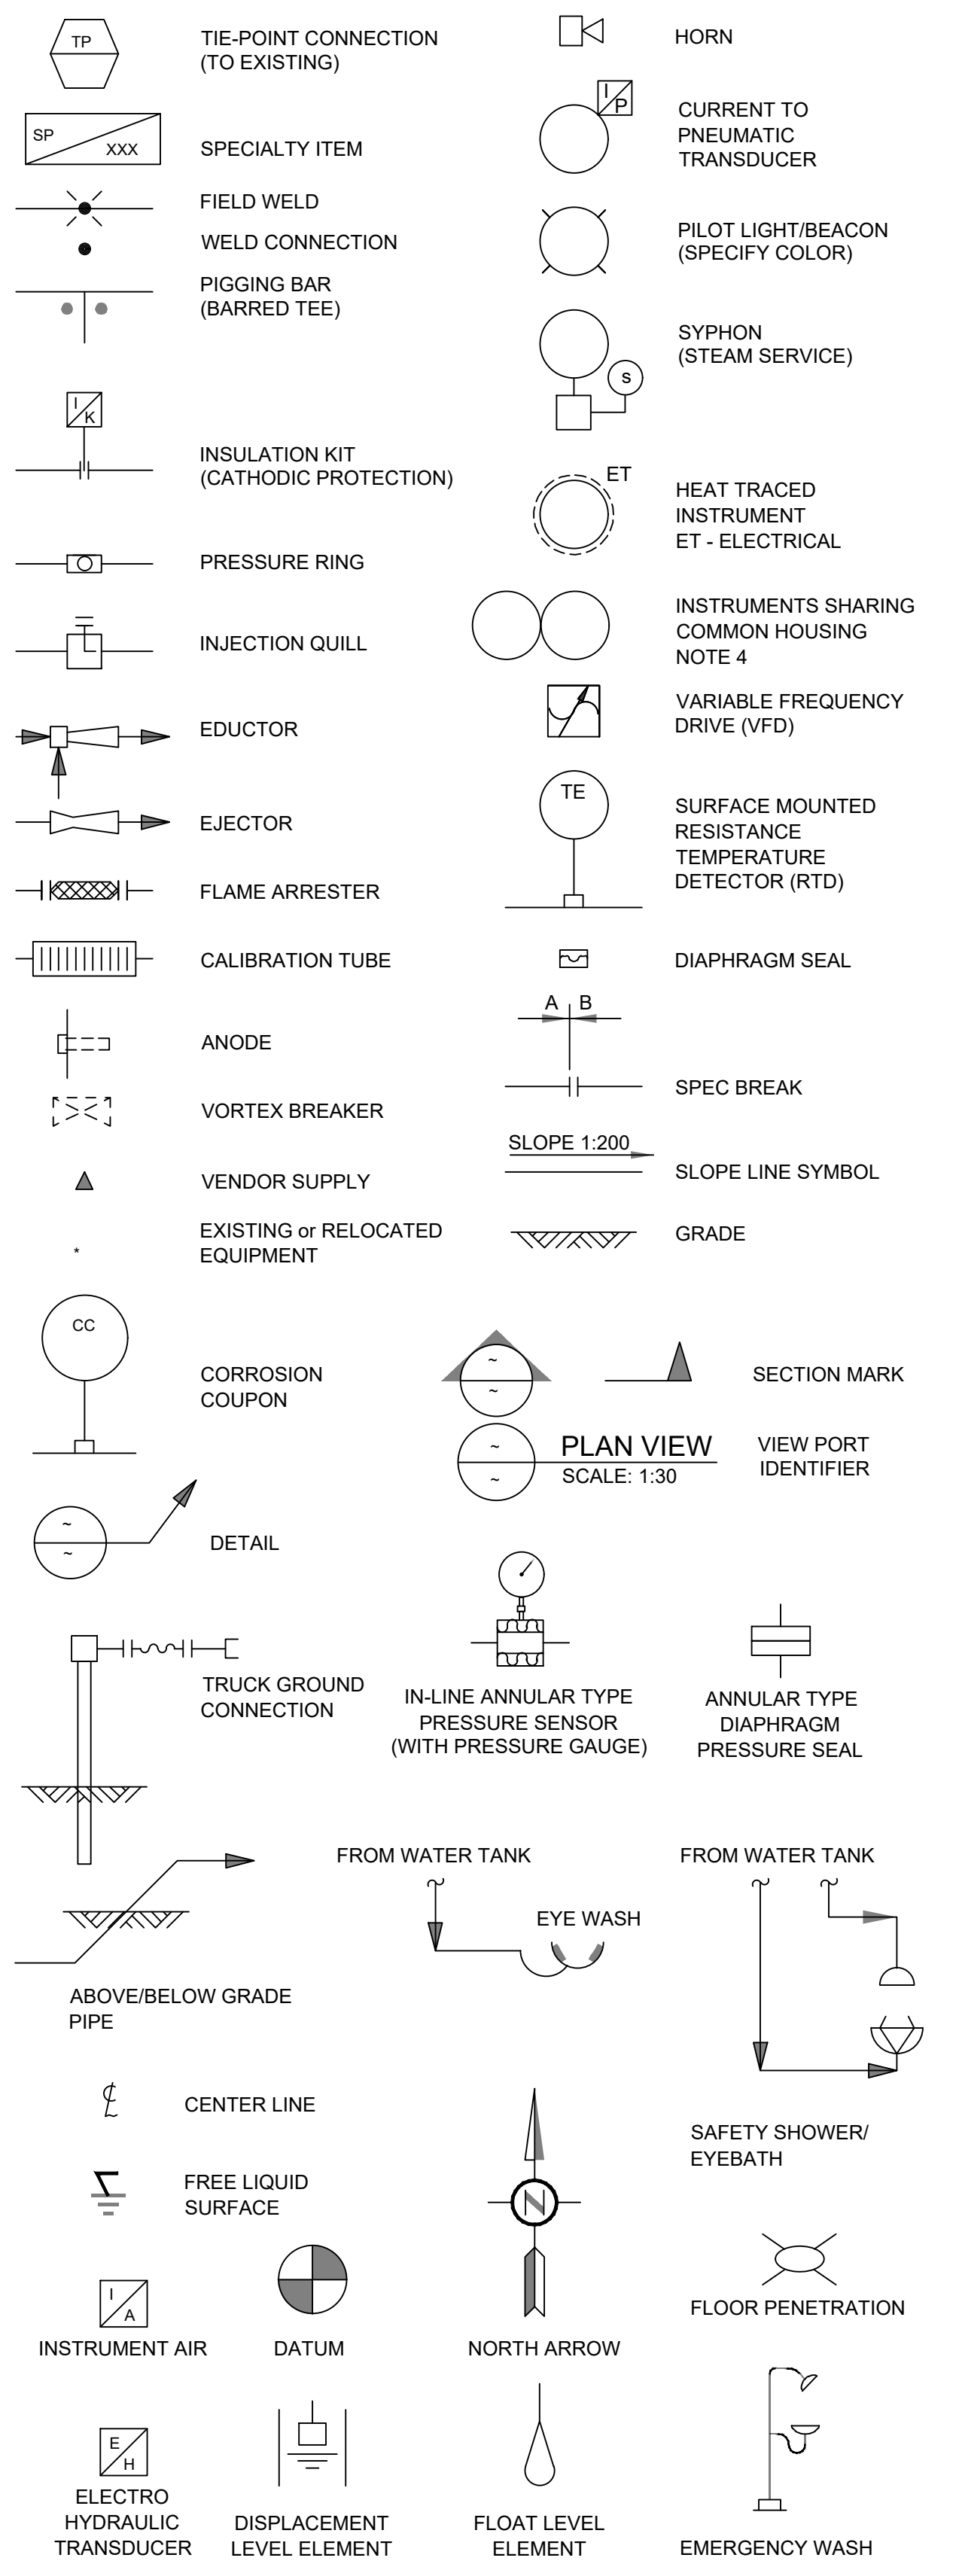 TP
TIE-POINT CONNECTION
(TO EXISTING)
SP
XXX
SPECIALTY ITEM
FIELD WELD
WELD CONNECTION
PIGGING BAR
(BARRED TEE)
I
K
INSULATION KIT
(CATHODIC PROTECTION)
PRESSURE RING
INJECTION QUILL
EDUCTOR
EJECTOR
FLAME ARRESTER
CALIBRATION TUBE
ANODE
VORTEX BREAKER
VENDOR SUPPLY
*
EXISTING or RELOCATED
EQUIPMENT
CC
CORROSION
COUPON
~
~
DETAIL
HORN
I
P
CURRENT TO
PNEUMATIC
TRANSDUCER
PILOT LIGHT/BEACON
(SPECIFY COLOR)
SYPHON
(STEAM SERVICE)
S
ET
HEAT TRACED
INSTRUMENT
ET - ELECTRICAL
INSTRUMENTS SHARING
COMMON HOUSING
NOTE 4
VARIABLE FREQUENCY
DRIVE (VFD)
TE
SURFACE MOUNTED
RESISTANCE
TEMPERATURE
DETECTOR (RTD)
DIAPHRAGM SEAL
A B
SPEC BREAK
SLOPE 1:200
SLOPE LINE SYMBOL
GRADE
~
~
SECTION MARK
~
~
PLAN VIEW
SCALE: 1:30
VIEW PORT
IDENTIFIER
TRUCK GROUND
CONNECTION
IN-LINE ANNULAR TYPE
PRESSURE SENSOR
(WITH PRESSURE GAUGE)
ANNULAR TYPE
DIAPHRAGM
PRESSURE SEAL
ABOVE/BELOW GRADE
PIPE
FROM WATER TANK
EYE WASH
FROM WATER TANK
SAFETY SHOWER/
EYEBATH
℄
CENTER LINE
FREE LIQUID
SURFACE
N
NORTH ARROW
FLOOR PENETRATION
I
A
INSTRUMENT AIR
DATUM
E
H
ELECTRO
HYDRAULIC
TRANSDUCER
DISPLACEMENT
LEVEL ELEMENT
FLOAT LEVEL
ELEMENT
EMERGENCY WASH